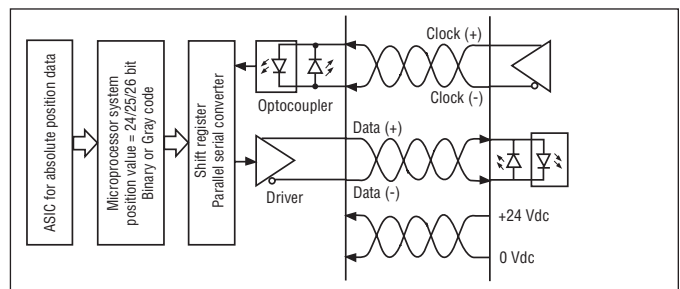 ASIC for absolute position data
Microprocessor system
position value = 24/25/26 bit
Binary or Gray code
Shift register
Parallel serial converter
Optocoupler
Driver
Clock (+)
Clock (-)
Data (+)
Data (-)
+24 Vdc
0 Vdc